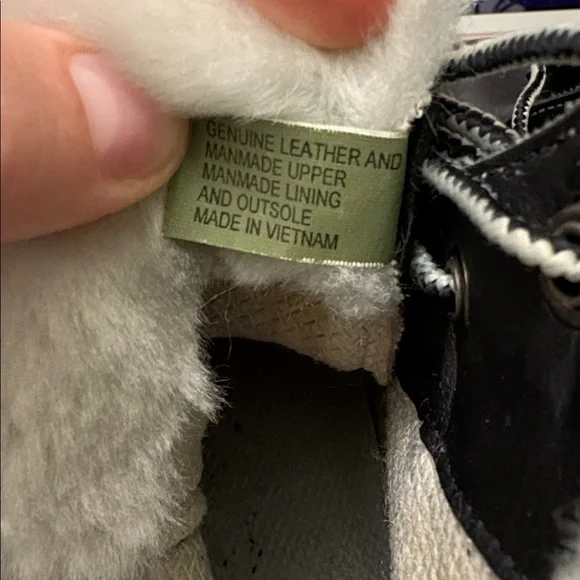 GENUINE LEATHER AND
MANMADE UPPER
MANMADE LINING
AND OUTSOLE
MADE IN VIETNAM